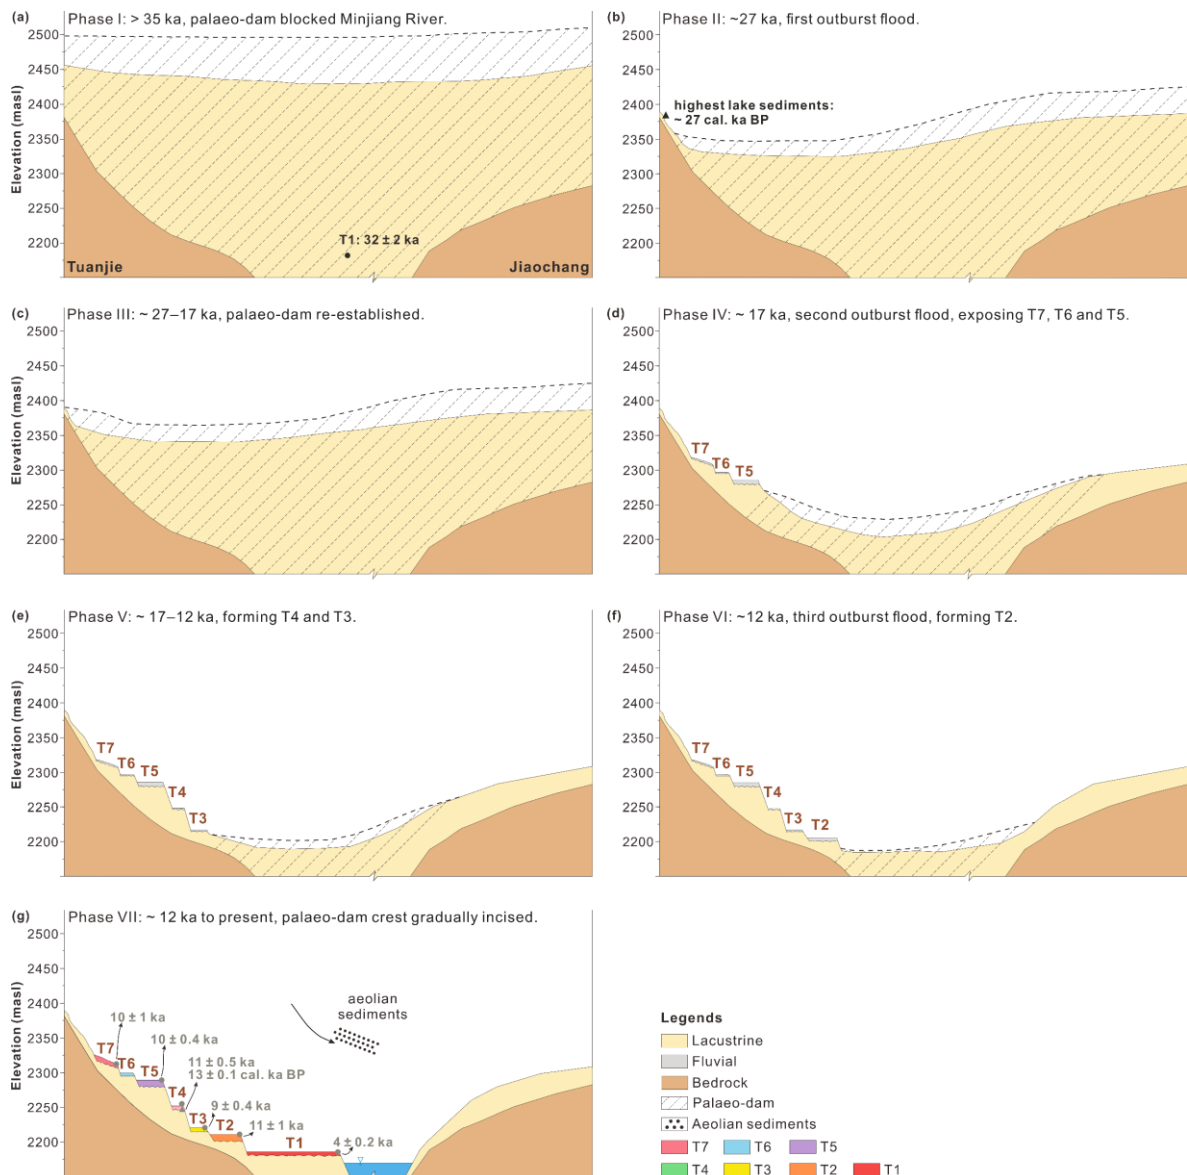 (a) Phase I: > 35 ka, palaeo-dam blocked Minjiang River.
Elevation (masl)
2500
2450
2400
2350
2300
2250
2200
T1: 32 ± 2 ka
Tuanjie
Jiaochang
(b) Phase II: ~27 ka, first outburst flood.
2500
2450
2400
2350
2300
2250
2200
highest lake sediments:
~ 27 cal. ka BP
(c) Phase III: ~ 27–17 ka, palaeo-dam re-established.
Elevation (masl)
2500
2450
2400
2350
2300
2250
2200
(d) Phase IV: ~ 17 ka, second outburst flood, exposing T7, T6 and T5.
2500
2450
2400
2350
2300
2250
2200
T7
T6
T5
(e) Phase V: ~ 17–12 ka, forming T4 and T3.
Elevation (masl)
2500
2450
2400
2350
2300
2250
2200
T7
T6
T5
T4
T3
(f) Phase VI: ~12 ka, third outburst flood, forming T2.
2500
2450
2400
2350
2300
2250
2200
T7
T6
T5
T4
T3
T2
(g) Phase VII: ~ 12 ka to present, palaeo-dam crest gradually incised.
Elevation (masl)
2500
2450
2400
2350
2300
2250
2200
aeolian
sediments
10 ± 1 ka
10 ± 0.4 ka
11 ± 0.5 ka
13 ± 0.1 cal. ka BP
9 ± 0.4 ka
11 ± 1 ka
4 ± 0.2 ka
T7
T6
T5
T4
T3
T2
T1
Legends
Lacustrine
Fluvial
Bedrock
Palaeo-dam
Aeolian sediments
T7 T6 T5
T4 T3 T2 T1